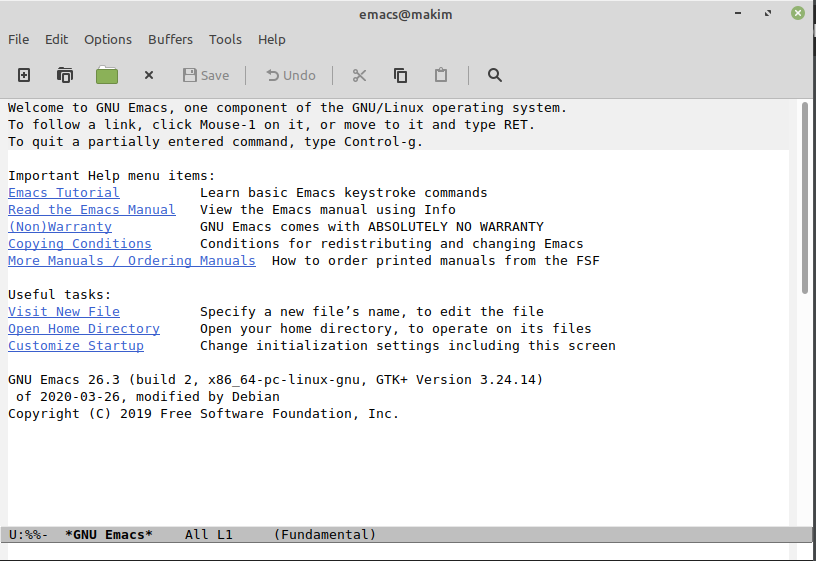 emacs@makim
File Edit Options Buffers Tools Help
Save Undo
Welcome to GNU Emacs, one component of the GNU/Linux operating system.
To follow a link, click Mouse-1 on it, or move to it and type RET.
To quit a partially entered command, type Control-g.
Important Help menu items:
Emacs Tutorial Learn basic Emacs keystroke commands
Read the Emacs Manual View the Emacs manual using Info
(Non)Warranty GNU Emacs comes with ABSOLUTELY NO WARRANTY
Copying Conditions Conditions for redistributing and changing Emacs
More Manuals / Ordering Manuals How to order printed manuals from the FSF
Useful tasks:
Visit New File Specify a new file’s name, to edit the file
Open Home Directory Open your home directory, to operate on its files
Customize Startup Change initialization settings including this screen
GNU Emacs 26.3 (build 2, x86_64-pc-linux-gnu, GTK+ Version 3.24.14)
of 2020-03-26, modified by Debian
Copyright (C) 2019 Free Software Foundation, Inc.
U:%%- *GNU Emacs* All L1 (Fundamental)